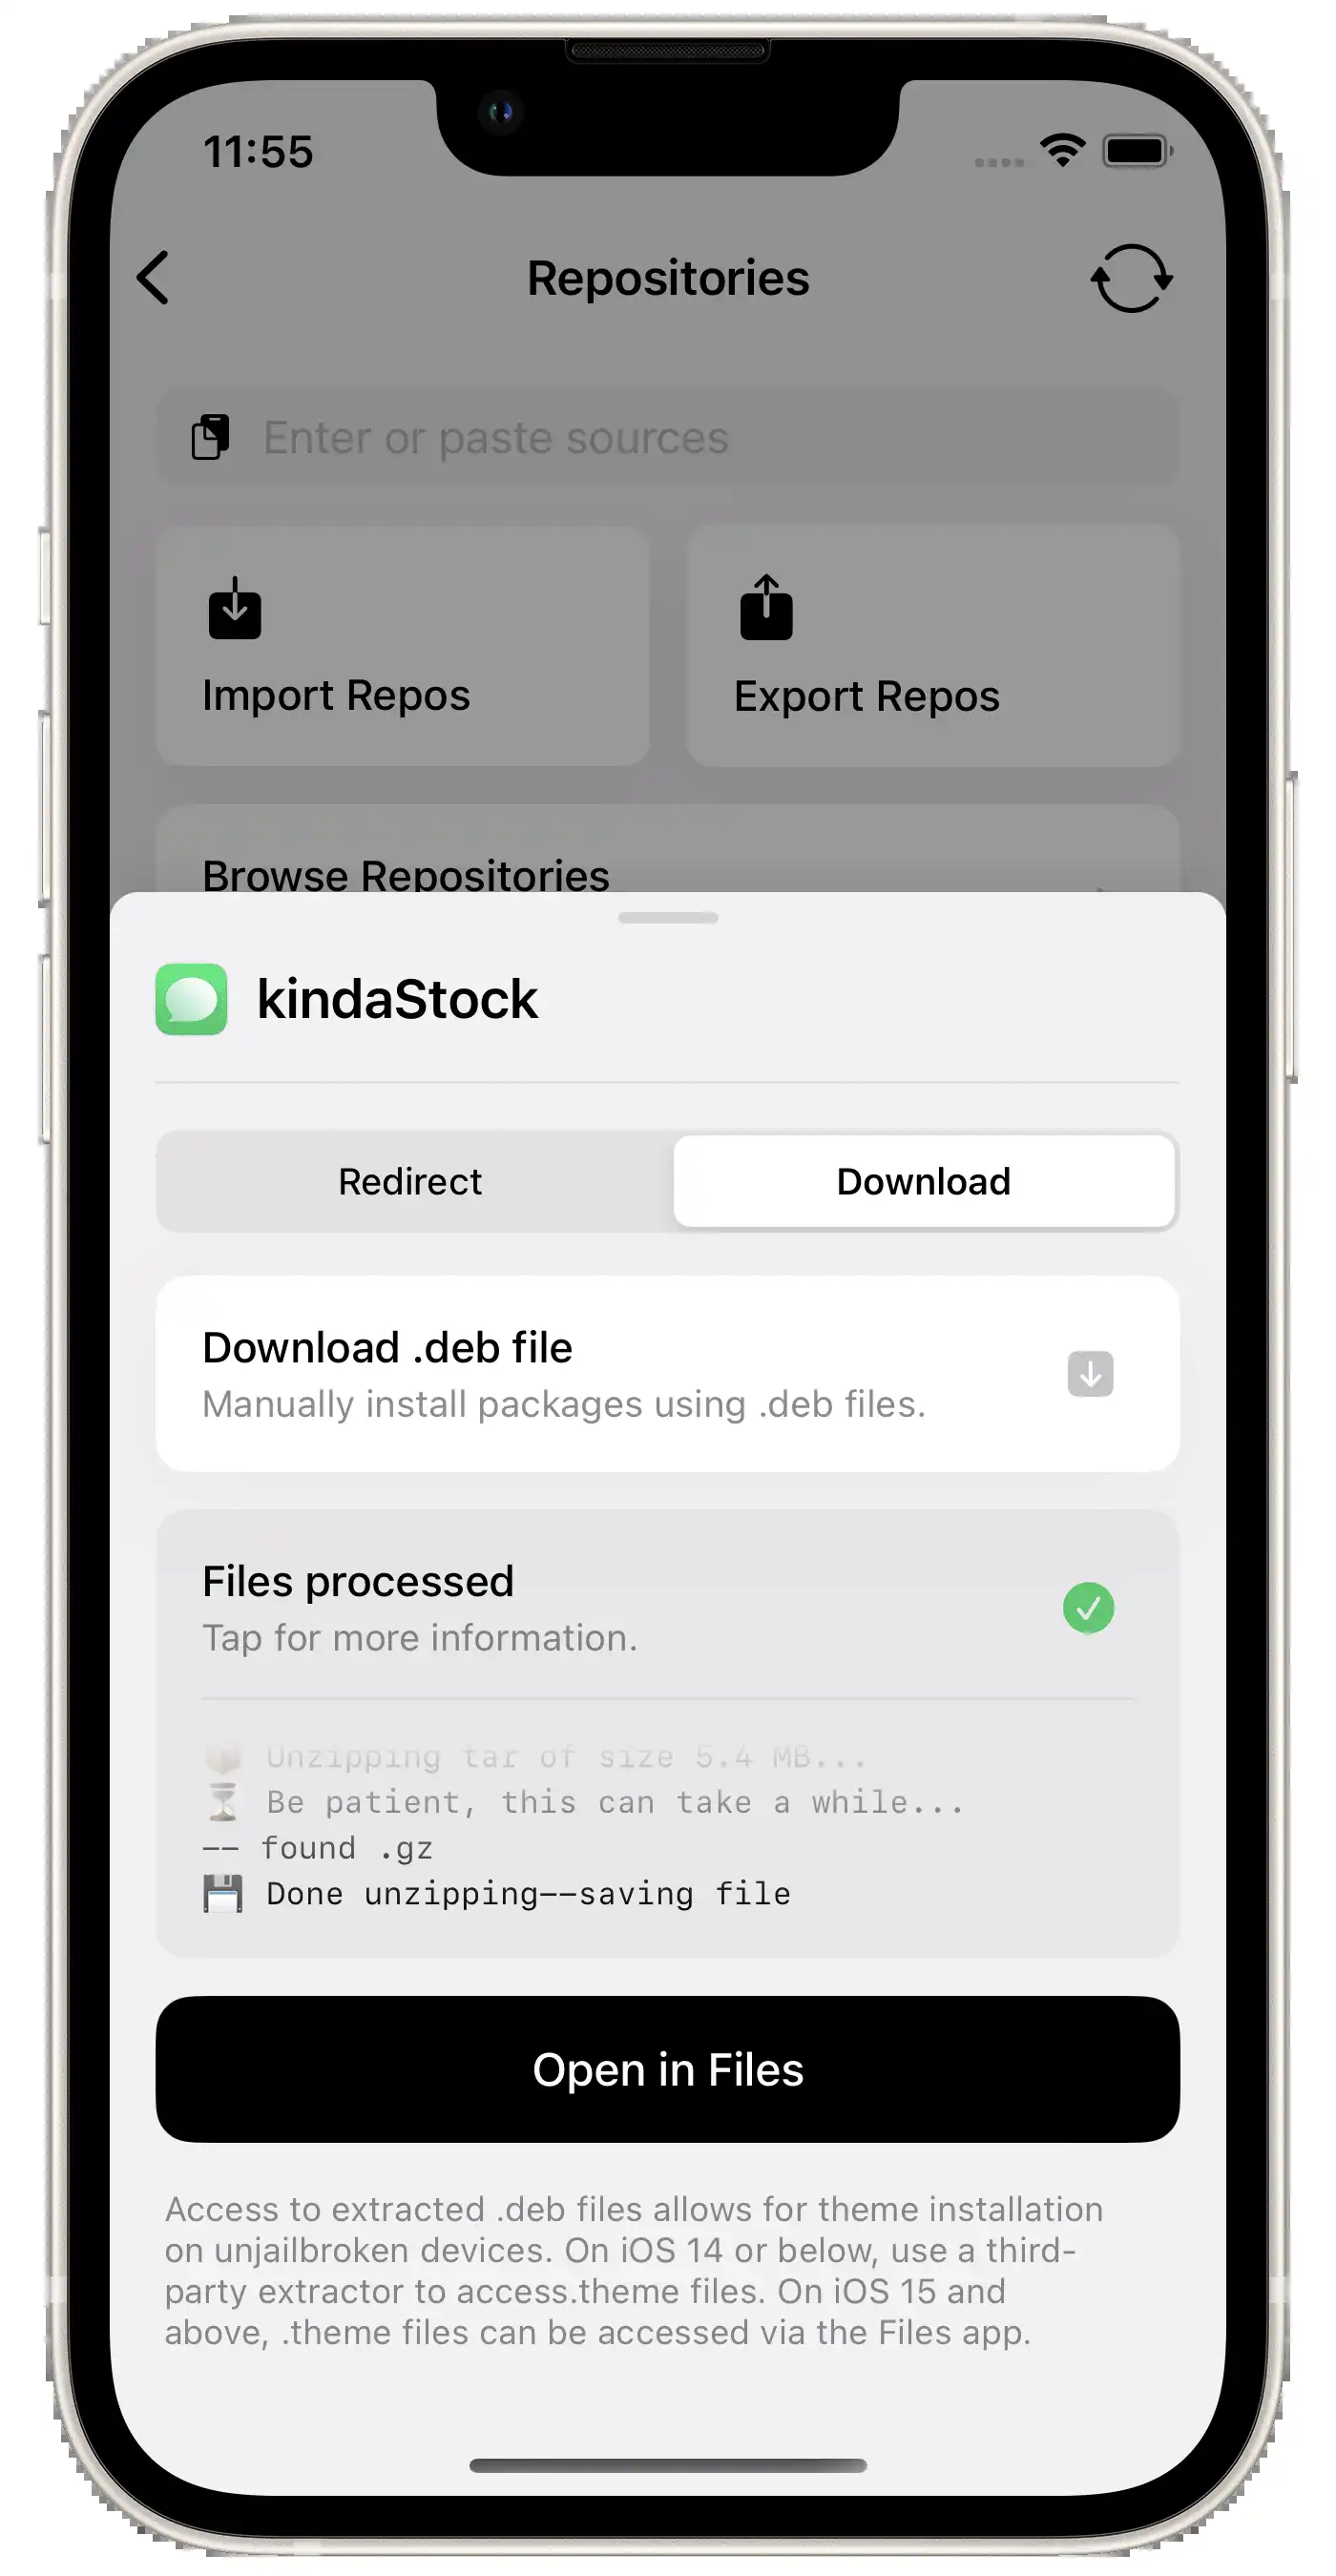 11:55
Repositories
Enter or paste sources
Import Repos
Export Repos
Browse Repositories
kindaStock
Redirect
Download
Download .deb file
Manually install packages using .deb files.
Files processed
Tap for more information.
Unzipping tar of size 5.4 MB...
Be patient, this can take a while...
-- found .gz
Done unzipping--saving file
Open in Files
Access to extracted .deb files allows for theme installation
on unjailbroken devices. On iOS 14 or below, use a third-
party extractor to access.theme files. On iOS 15 and
above, .theme files can be accessed via the Files app.